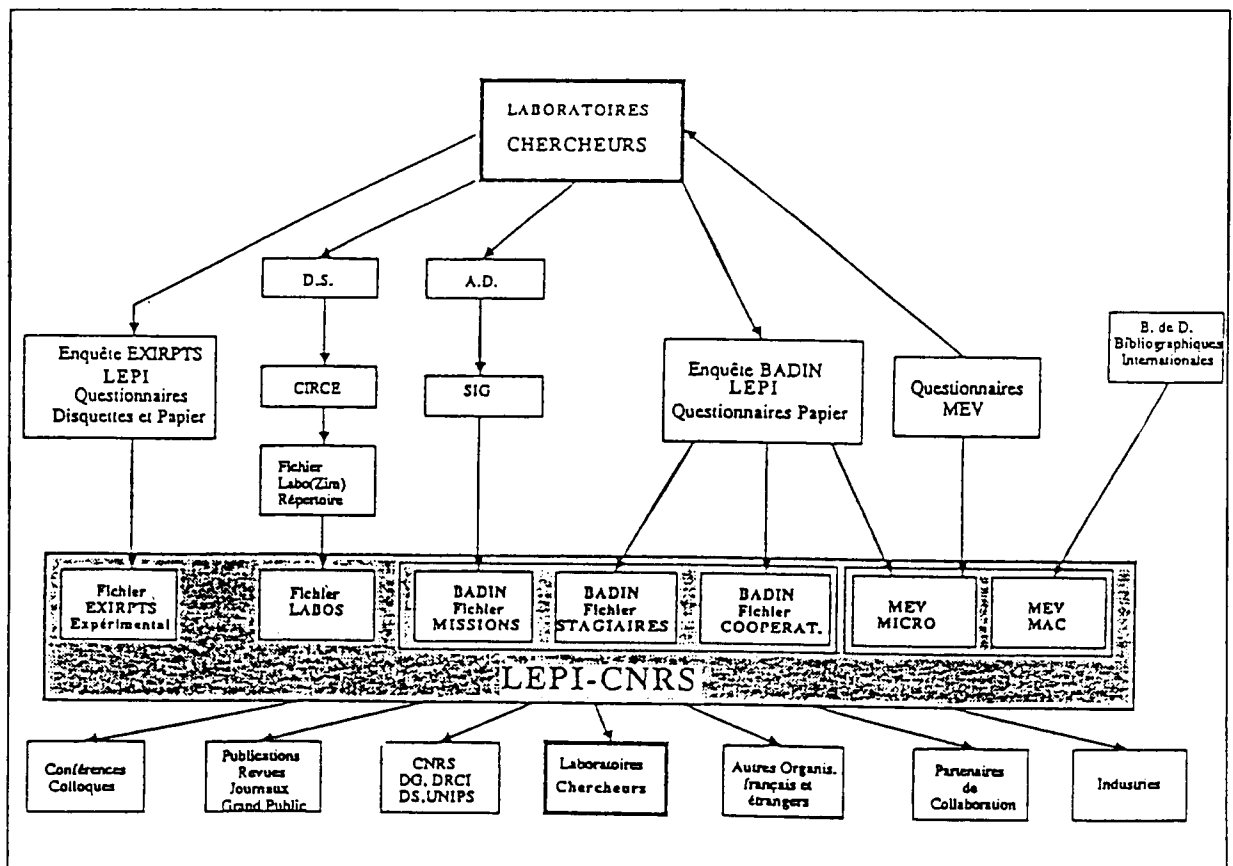 LABORATOIRES
CHERCHEURS
D.S.
A.D.
B. de D.
Bibliographiques
Internationales
Enquête EXIRPTS
LEPI
Questionnaires
Disquettes et Papier
CIRCE
SIG
Enquête BADIN
LEPI
Questionnaires Papier
Questionnaires
MEV
Fichier
Labo(Zim)
Répertoire
Fichier
EXIRPTS
Expérimental
Fichier
LABOS
BADIN
Fichier
MISSIONS
BADIN
Fichier
STAGIAIRES
BADIN
Fichier
COOPERAT.
MEV
MICRO
MEV
MAC
LEPI-CNRS
Conférences
Colloques
Publications
Revues
Journaux
Grand Public
CNRS
DG, DRCI
DS, UNIPS
Laboratoires
Chercheurs
Autres Organis.
français et
étrangers
Partenaires
de
Collaboration
Industries